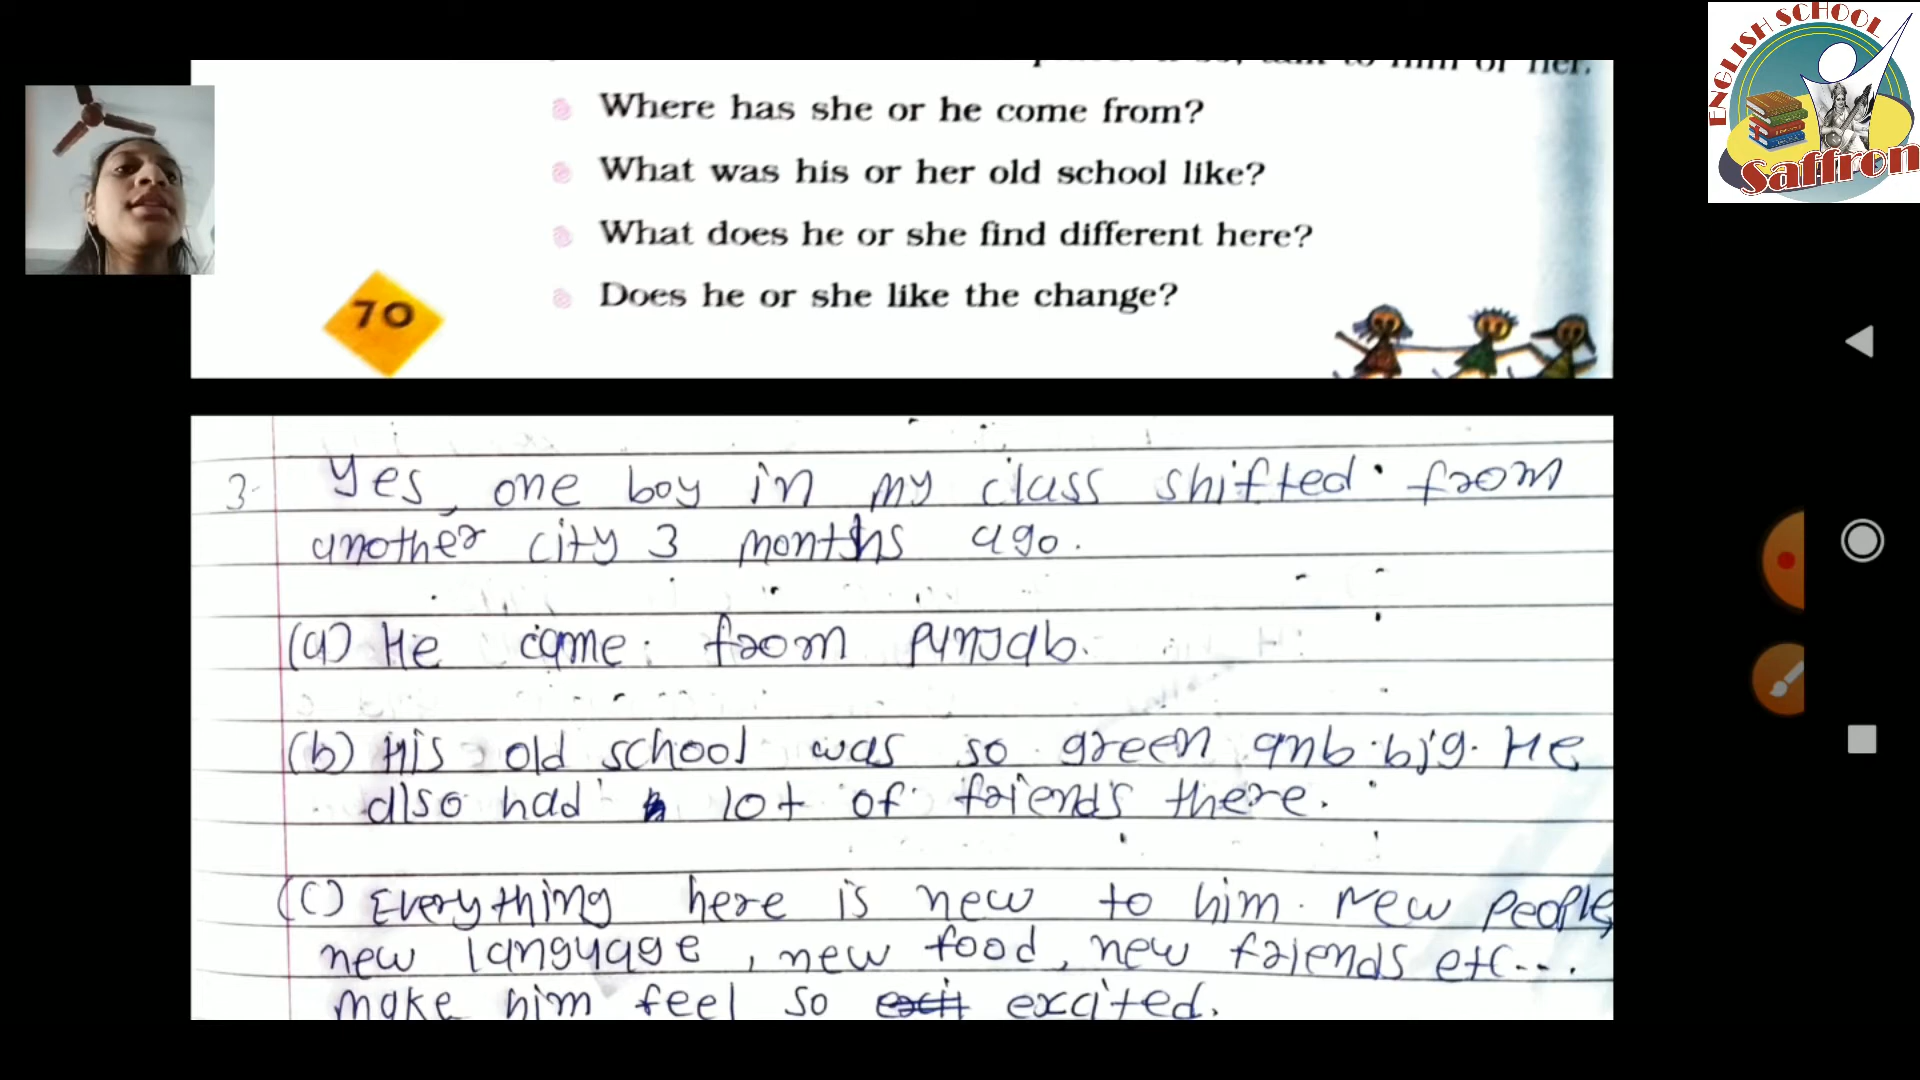 him or her.
Where has she or he come from?
What was his or her old school like?
What does he or she find different here?
Does he or she like the change?
70
ENGLISH SCHOOL
Saffron
3. Yes, one boy in my class shifted from
another city 3 months ago.
(a) He came from Punjab.
(b) His old school was so green anb big. He
also had a lot of friends there.
(c) Everything here is new to him. New people,
new language, new food, new friends etc...
make him feel so excited.